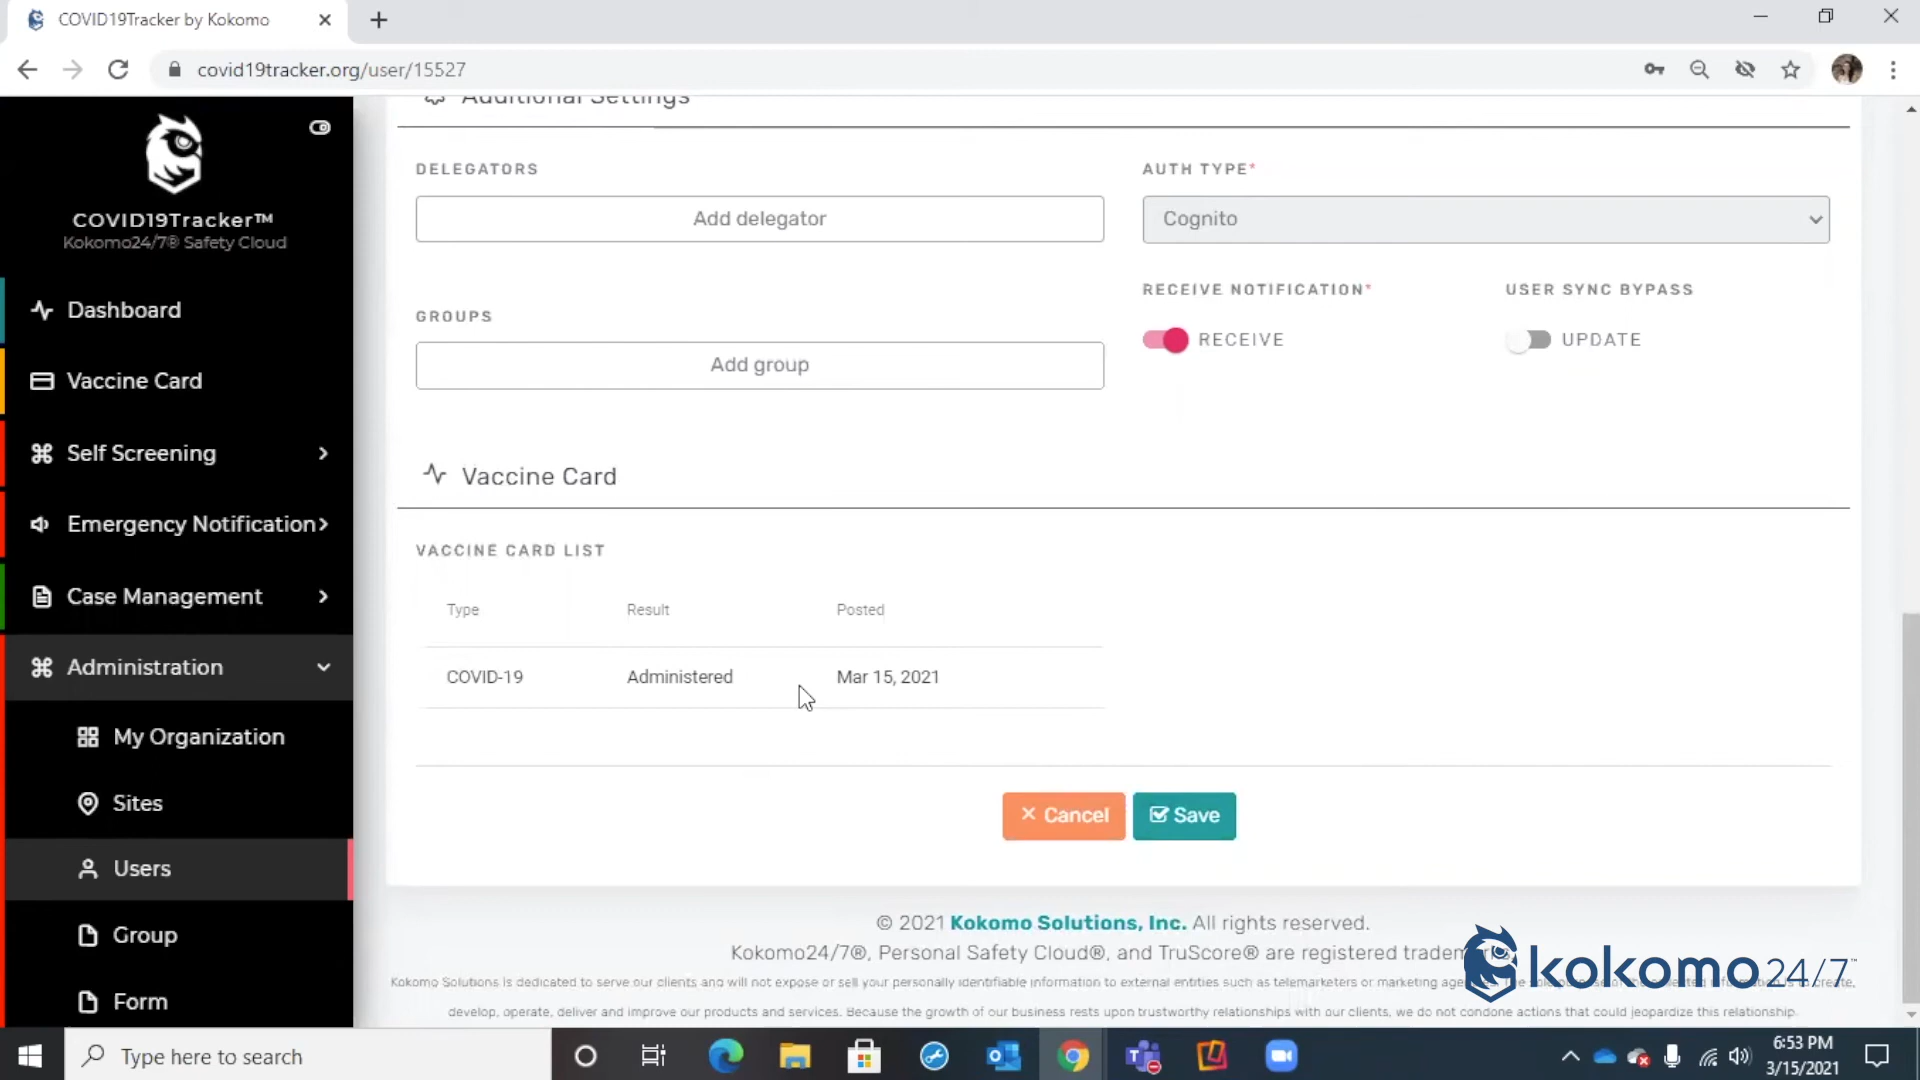 COVID19Tracker by Kokomo
covid19tracker.org/user/15527
COVID19Tracker™
Kokomo24/7® Safety Cloud
Dashboard
Vaccine Card
Self Screening
Emergency Notification
Case Management
Administration
My Organization
Sites
Users
Group
Form
Additional Settings
DELEGATORS
Add delegator
GROUPS
Add group
AUTH TYPE*
Cognito
RECEIVE NOTIFICATION*
RECEIVE
USER SYNC BYPASS
UPDATE
Vaccine Card
VACCINE CARD LIST
Type Result Posted
COVID-19 Administered Mar 15, 2021
Cancel
Save
© 2021 Kokomo Solutions, Inc. All rights reserved.
Kokomo24/7®, Personal Safety Cloud®, and TruScore® are registered
Kokomo Solutions is dedicated to serve our clients and will not expose or sell your personally identifiable information to external entities such as telemarketers or marketing
develop, operate, deliver and improve our products and services. Because the growth of our business rests upon trustworthy relationships with our clients, we do not condone actions that could jeopardize this relationship.
kokomo 24/7™
Type here to search
6:53 PM
3/15/2021